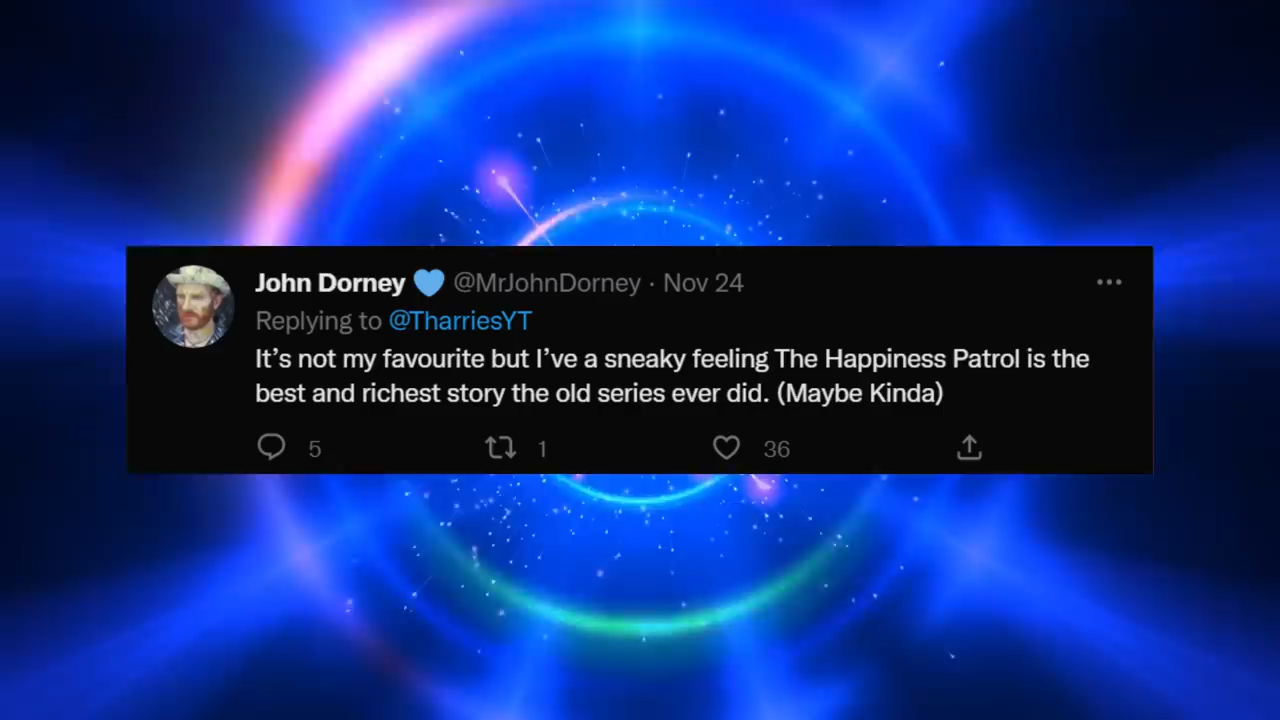 John Dorney 💙 @MrJohnDorney · Nov 24
Replying to @TharriesYT
It’s not my favourite but I’ve a sneaky feeling The Happiness Patrol is the
best and richest story the old series ever did. (Maybe Kinda)
5 1 36